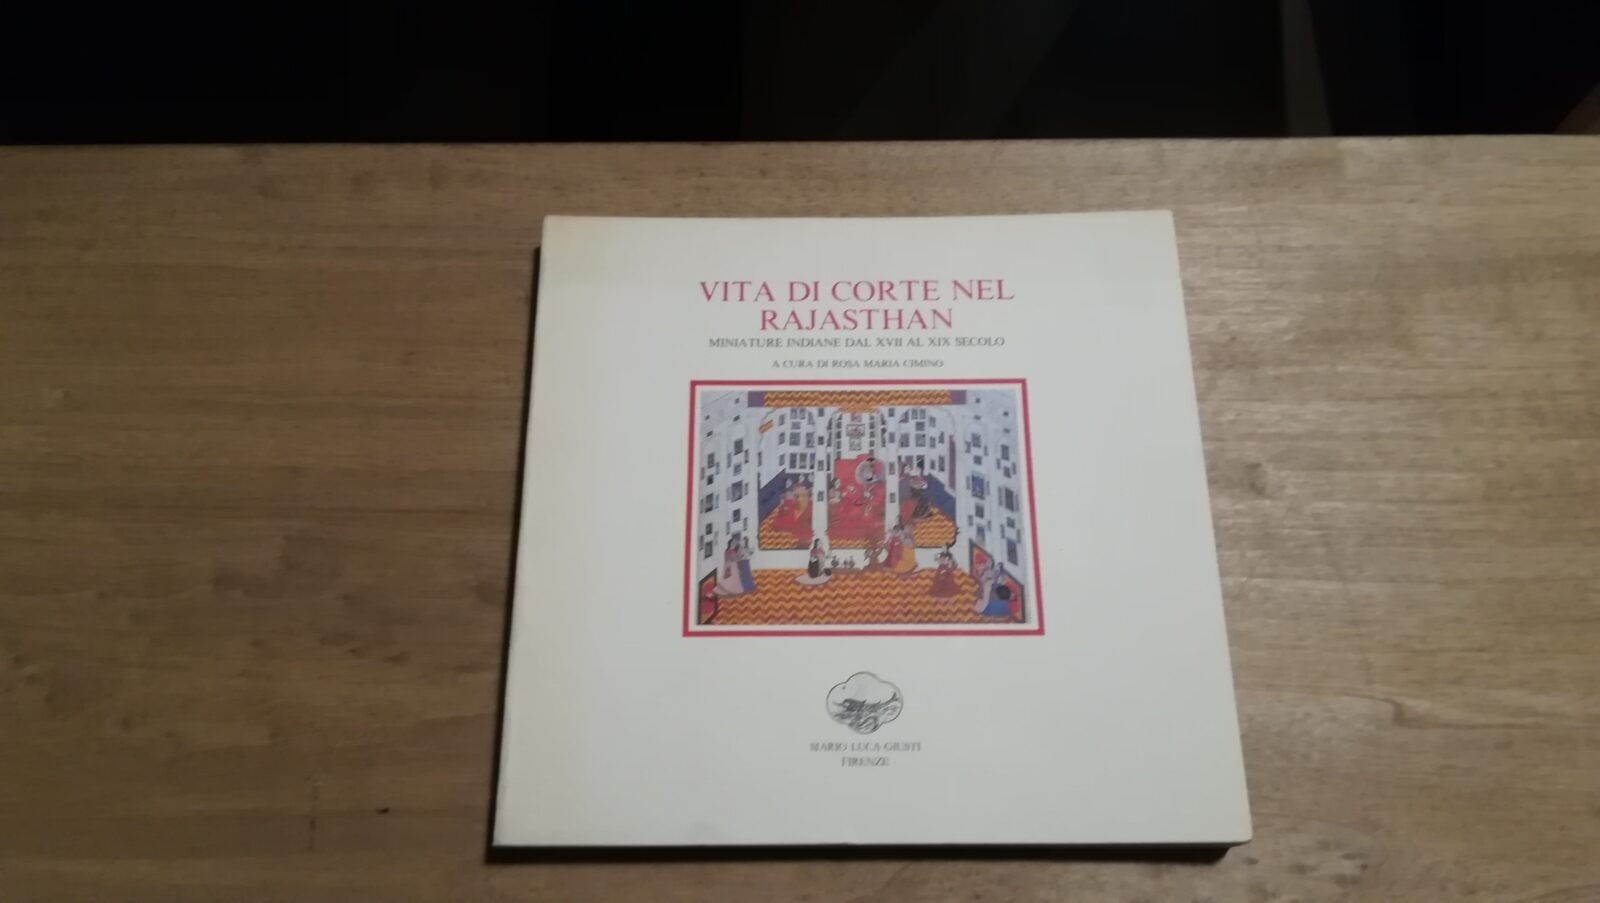 VITA DI CORTE NEL
RAJASTHAN
MINIATURE INDIANE DAL XVII AL XIX SECOLO
A CURA DI ROSA MARIA CIMINO
MARIO LUCA GIUSTI
FIRENZE